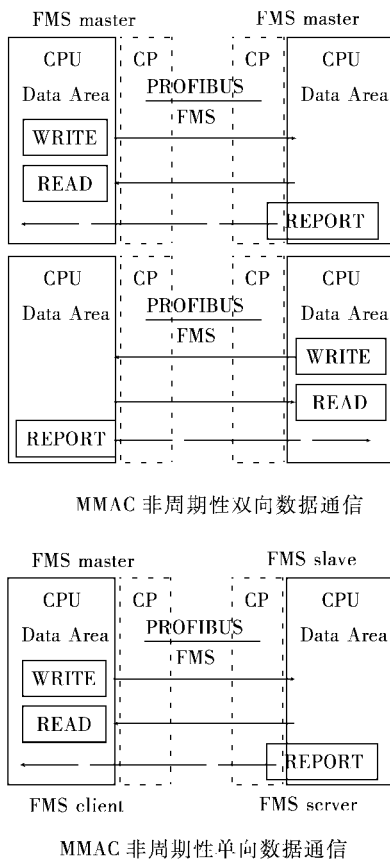 FMS master FMS master
CPU CP CP CPU
Data Area PROFIBUS Data Area
FMS
WRITE
READ
REPORT
CPU CP CP CPU
Data Area PROFIBUS Data Area
FMS
WRITE
READ
REPORT
MMAC 非周期性双向数据通信
FMS master FMS slave
CPU CP CP CPU
Data Area PROFIBUS Data Area
FMS
WRITE
READ
REPORT
FMS client FMS server
MMAC 非周期性单向数据通信